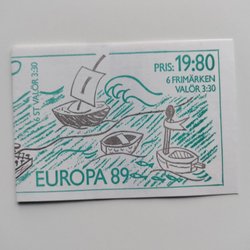 PRIS: 19:80
6 FRIMÄRKEN
VALÖR 3:30
6 ST VALÖR 3:30
EUROPA 89